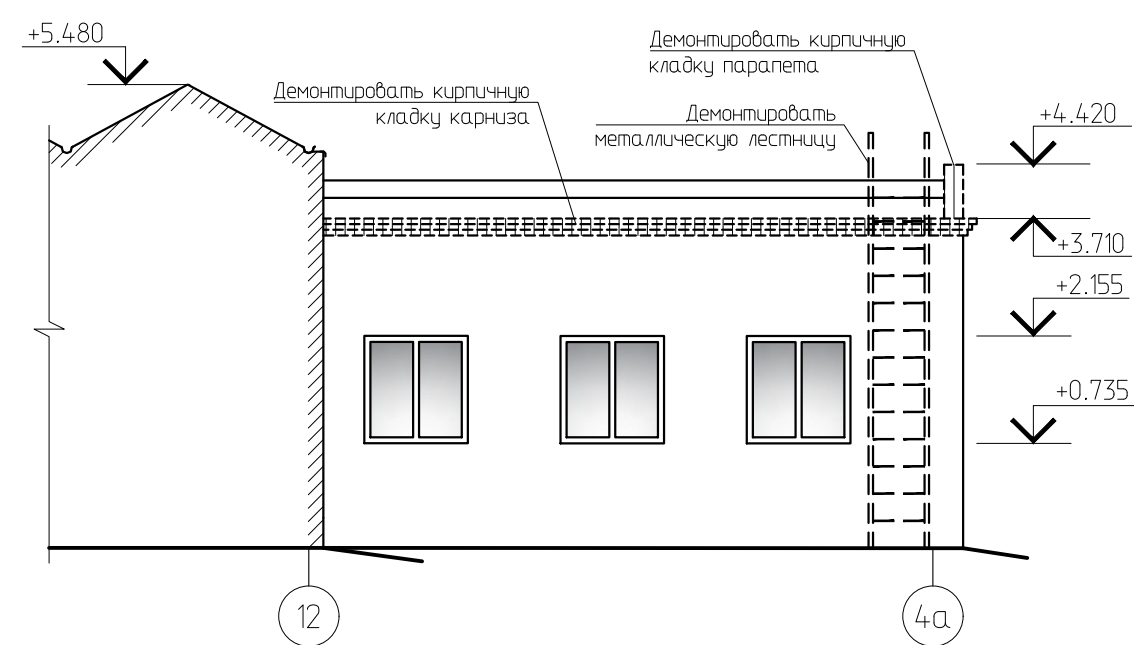 +5.480
Демонтировать кирпичную
кладку парапета
Демонтировать кирпичную
кладку карниза
Демонтировать
металлическую лестницу
+4.420
+3.710
+2.155
+0.735
12
4а